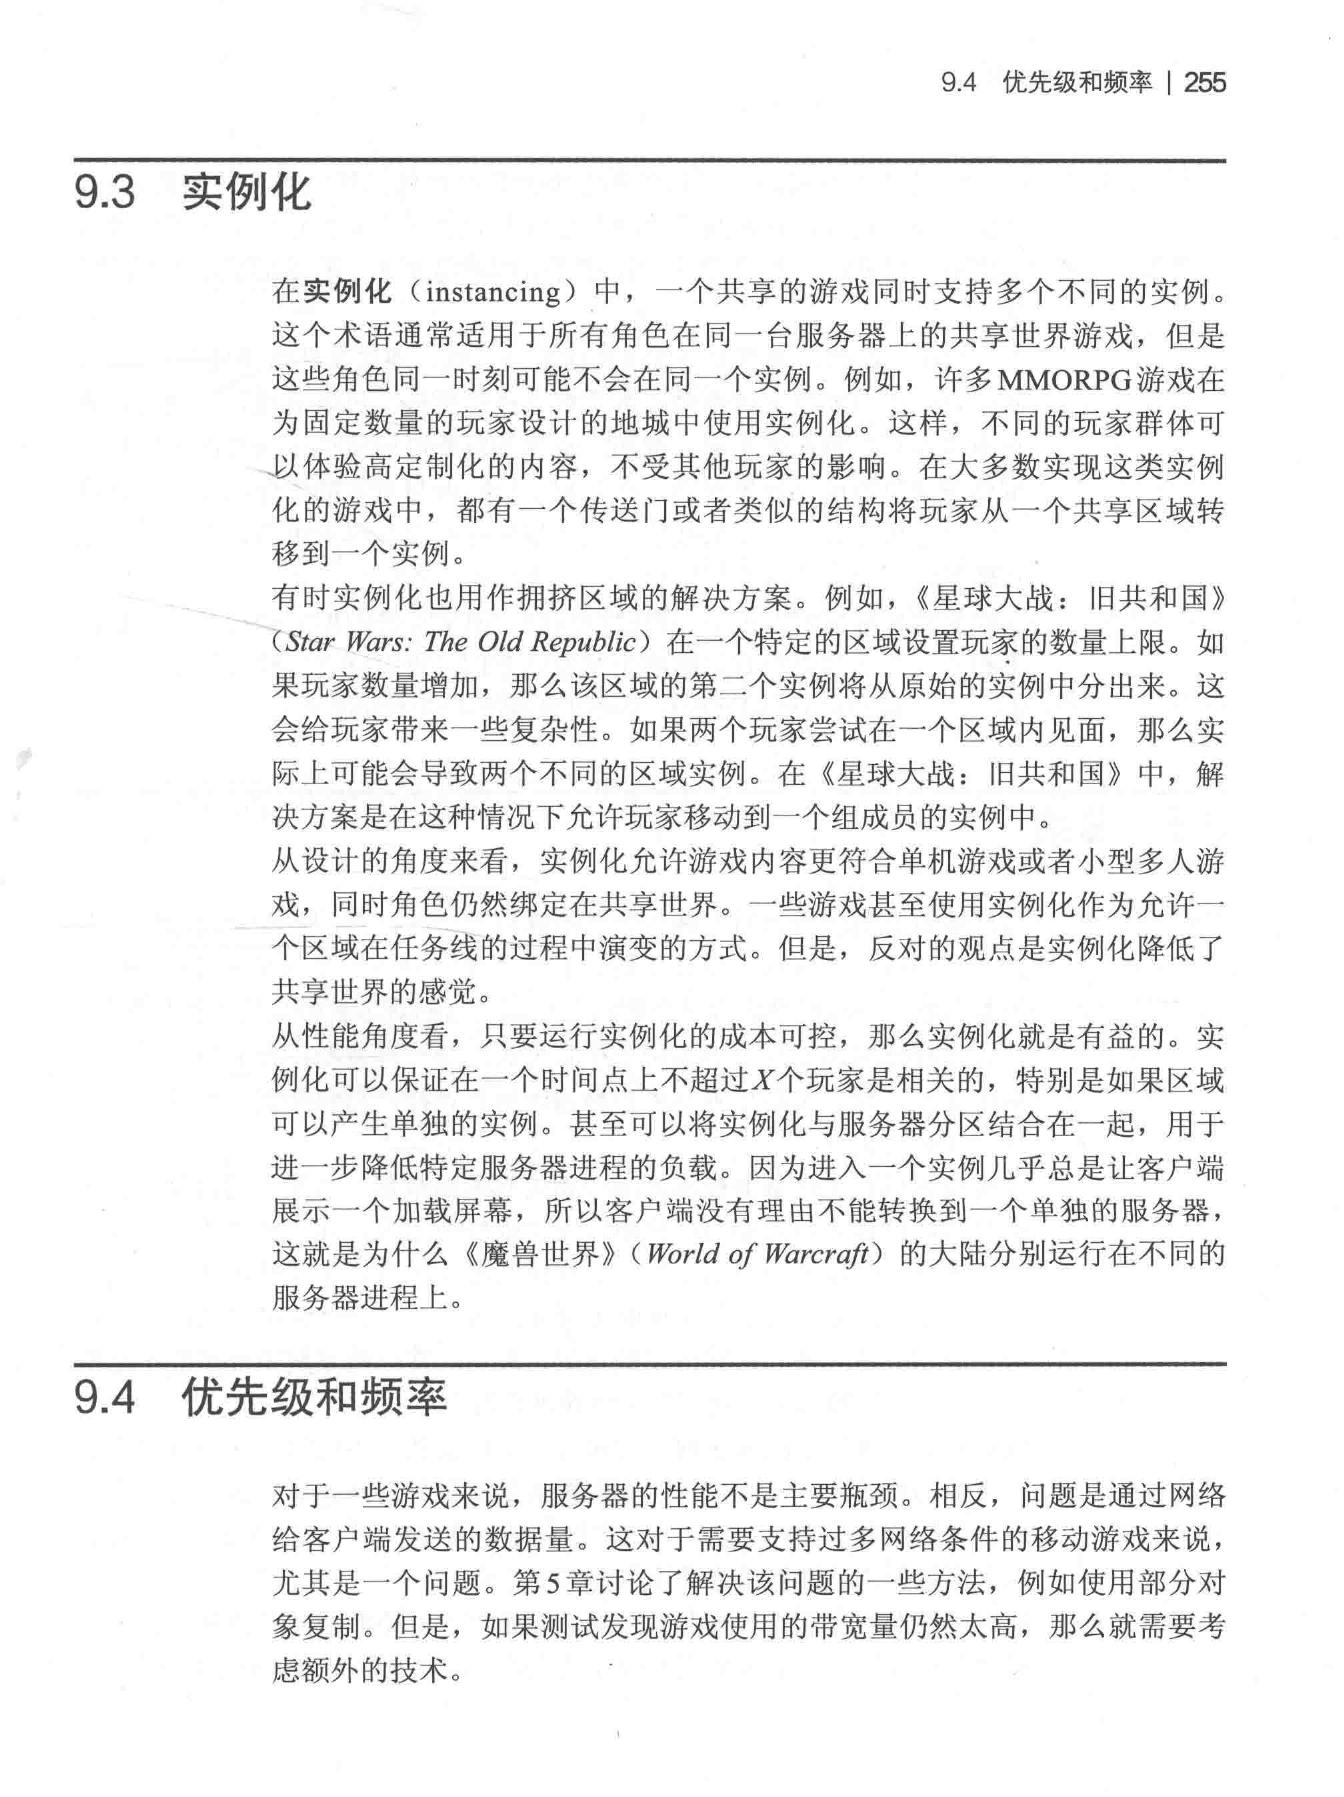 9.4 优先级和频率 | 255
9.3 实例化
在实例化（instancing）中，一个共享的游戏同时支持多个不同的实例。
这个术语通常适用于所有角色在同一台服务器上的共享世界游戏，但是
这些角色同一时刻可能不会在同一个实例。例如，许多MMORPG游戏在
为固定数量的玩家设计的地城中使用实例化。这样，不同的玩家群体可
以体验高定制化的内容，不受其他玩家的影响。在大多数实现这类实例
化的游戏中，都有一个传送门或者类似的结构将玩家从一个共享区域转
移到一个实例。
有时实例化也用作拥挤区域的解决方案。例如，《星球大战：旧共和国》
（Star Wars: The Old Republic）在一个特定的区域设置玩家的数量上限。如
果玩家数量增加，那么该区域的第二个实例将从原始的实例中分出来。这
会给玩家带来一些复杂性。如果两个玩家尝试在一个区域内见面，那么实
际上可能会导致两个不同的区域实例。在《星球大战：旧共和国》中，解
决方案是在这种情况下允许玩家移动到一个组成员的实例中。
从设计的角度来看，实例化允许游戏内容更符合单机游戏或者小型多人游
戏，同时角色仍然绑定在共享世界。一些游戏甚至使用实例化作为允许一
个区域在任务线的过程中演变的方式。但是，反对的观点是实例化降低了
共享世界的感觉。
从性能角度看，只要运行实例化的成本可控，那么实例化就是有益的。实
例化可以保证在一个时间点上不超过X个玩家是相关的，特别是如果区域
可以产生单独的实例。甚至可以将实例化与服务器分区结合在一起，用于
进一步降低特定服务器进程的负载。因为进入一个实例几乎总是让客户端
展示一个加载屏幕，所以客户端没有理由不能转换到一个单独的服务器，
这就是为什么《魔兽世界》（World of Warcraft）的大陆分别运行在不同的
服务器进程上。
9.4 优先级和频率
对于一些游戏来说，服务器的性能不是主要瓶颈。相反，问题是通过网络
给客户端发送的数据量。这对于需要支持过多网络条件的移动游戏来说，
尤其是一个问题。第5章讨论了解决该问题的一些方法，例如使用部分对
象复制。但是，如果测试发现游戏使用的带宽量仍然太高，那么就需要考
虑额外的技术。